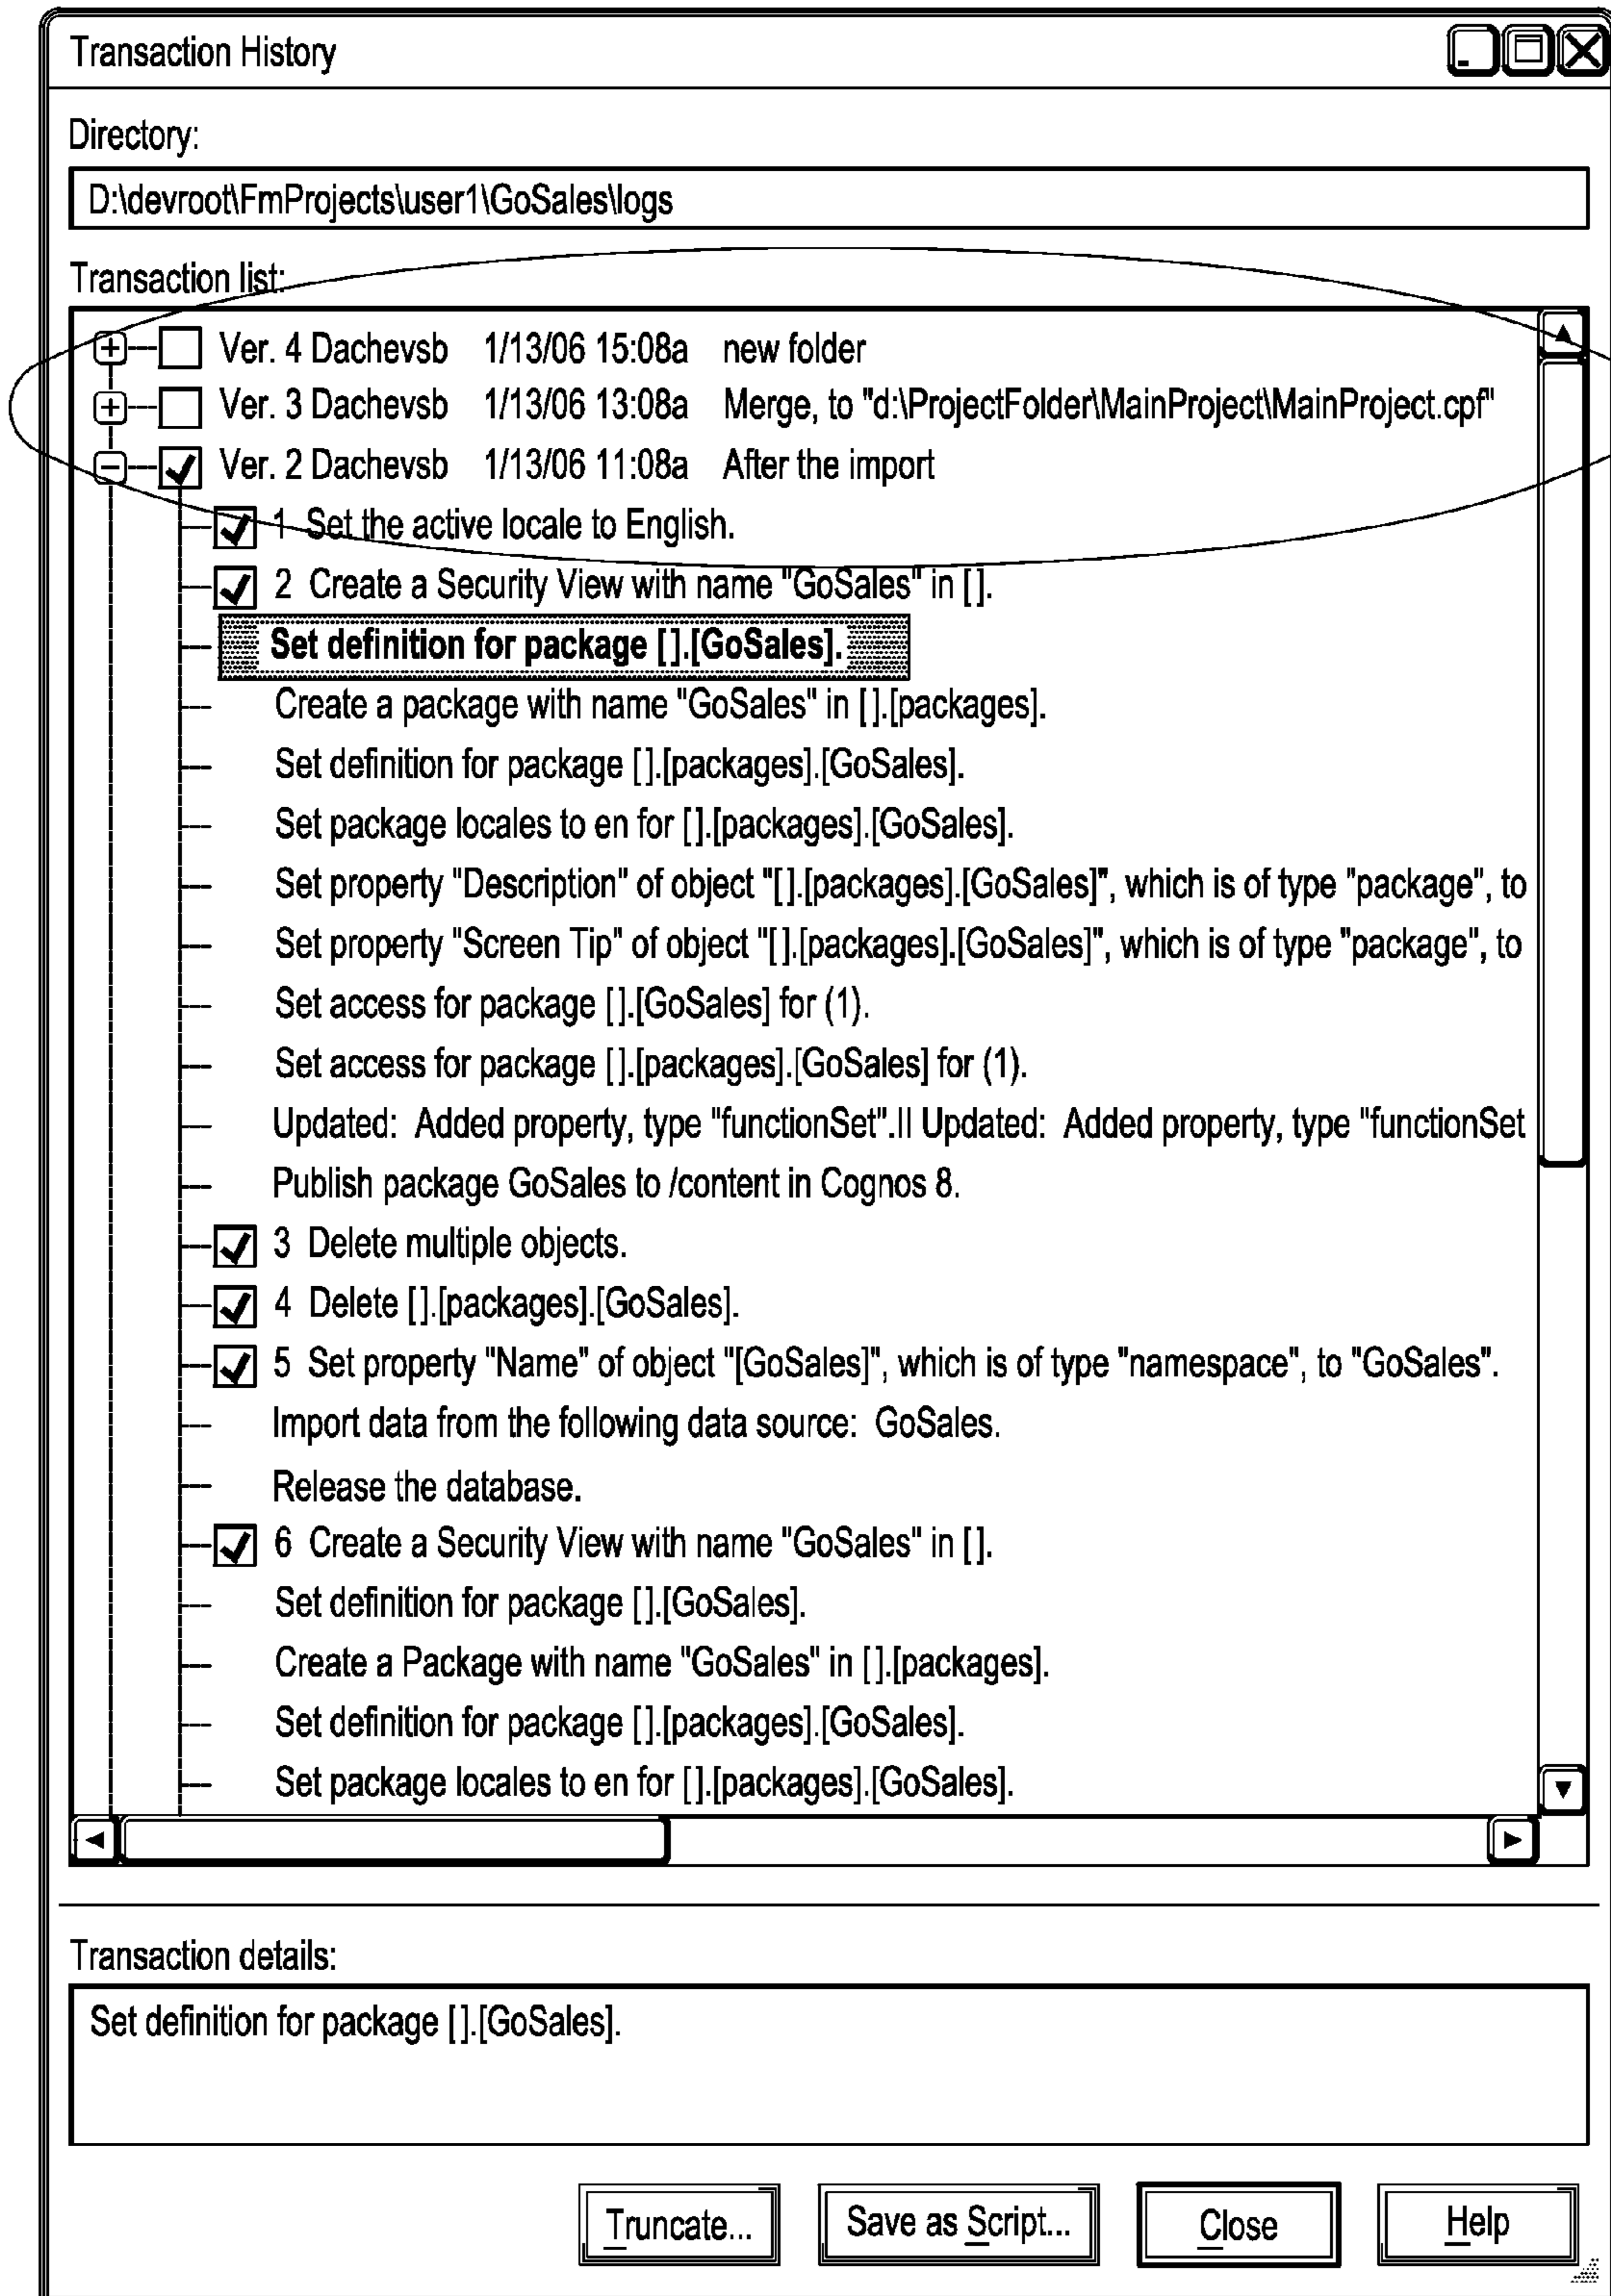 Transaction History
Directory:
D:\devroot\FmProjects\user1\GoSales\logs
Transaction list:
Ver. 4 Dachevsb 1/13/06 15:08a new folder
Ver. 3 Dachevsb 1/13/06 13:08a Merge, to "d:\ProjectFolder\MainProject\MainProject.cpf"
Ver. 2 Dachevsb 1/13/06 11:08a After the import
1 Set the active locale to English.
2 Create a Security View with name "GoSales" in [].
Set definition for package [].[GoSales].
Create a package with name "GoSales" in [].[packages].
Set definition for package [].[packages].[GoSales].
Set package locales to en for [].[packages].[GoSales].
Set property "Description" of object "[].[packages].[GoSales]", which is of type "package", to
Set property "Screen Tip" of object "[].[packages].[GoSales]", which is of type "package", to
Set access for package [].[GoSales] for (1).
Set access for package [].[packages].[GoSales] for (1).
Updated: Added property, type "functionSet".II Updated: Added property, type "functionSet
Publish package GoSales to /content in Cognos 8.
3 Delete multiple objects.
4 Delete [].[packages].[GoSales].
5 Set property "Name" of object "[GoSales]", which is of type "namespace", to "GoSales".
Import data from the following data source: GoSales.
Release the database.
6 Create a Security View with name "GoSales" in [].
Set definition for package [].[GoSales].
Create a Package with name "GoSales" in [].[packages].
Set definition for package [].[packages].[GoSales].
Set package locales to en for [].[packages].[GoSales].
Transaction details:
Set definition for package [].[GoSales].
Truncate... Save as Script... Close Help